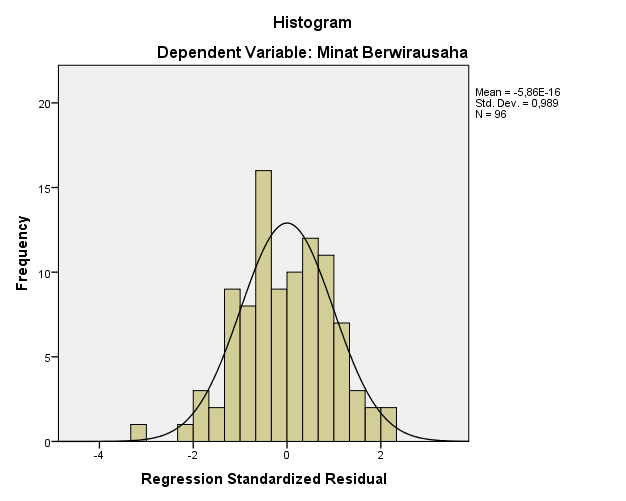 Histogram
Dependent Variable: Minat Berwirausaha
Mean = -5,86E-16
Std. Dev. = 0,989
N = 96
Frequency
20
15
10
5
0
-4 -2 0 2
Regression Standardized Residual